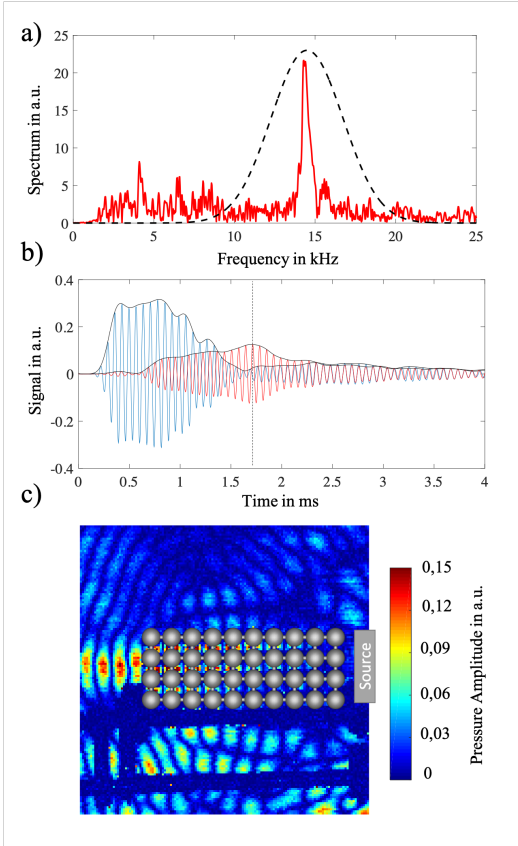 a)
Spectrum in a.u.
25
20
15
10
5
0
0 5 10 15 20 25
Frequency in kHz
b)
Signal in a.u.
0.4
0.2
0
-0.2
-0.4
0 0.5 1 1.5 2 2.5 3 3.5 4
Time in ms
c)
Source
0,15
0,12
0,08
0,06
0,03
0
Pressure Amplitude in a.u.